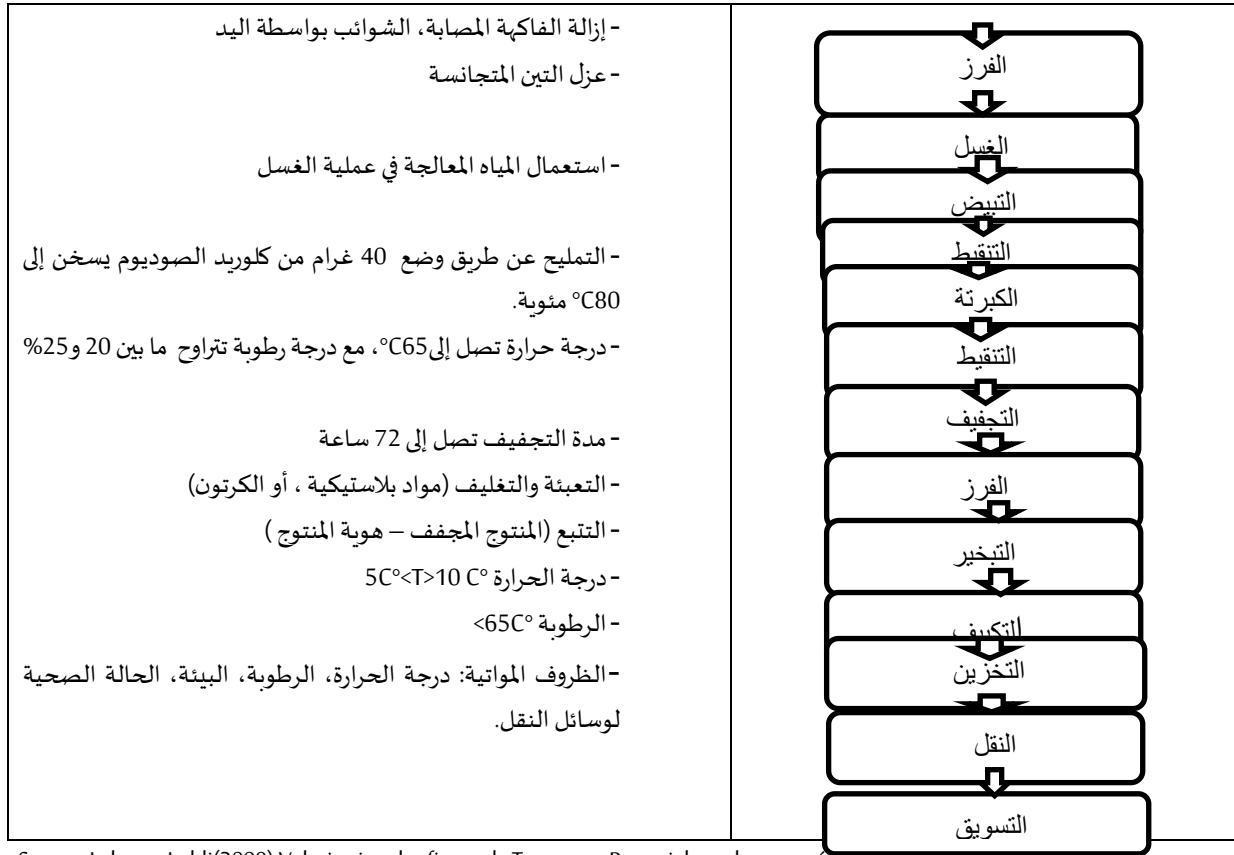 الفرز
الغسل
التبيض
التنقيط
الكبرتة
التنقيط
التجفيف
الفرز
التبخير
التكييف
التخزين
النقل
التسويق
-إزالة الفاكهة المصابة، الشوائب بواسطة اليد
-عزل التين المتجانسة
-استعمال المياه المعالجة في عملية الغسل
-التمليح عن طريق وضع 40 غرام من كلوريد الصوديوم يسخن إلى
80C° مئوية.
-درجة حرارة تصل إلى65C°، مع درجة رطوبة تتراوح ما بين 20 و25%
-مدة التجفيف تصل إلى 72 ساعة
-التعبئة والتغليف (مواد بلاستيكية ، أو الكرتون)
-التتبع (المنتوج المجفف – هوية المنتوج )
-درجة الحرارة 5C°<T>10 C°
-الرطوبة 65C°>
-الظروف المواتية: درجة الحرارة، الرطوبة، البيئة، الحالة الصحية
لوسائل النقل.